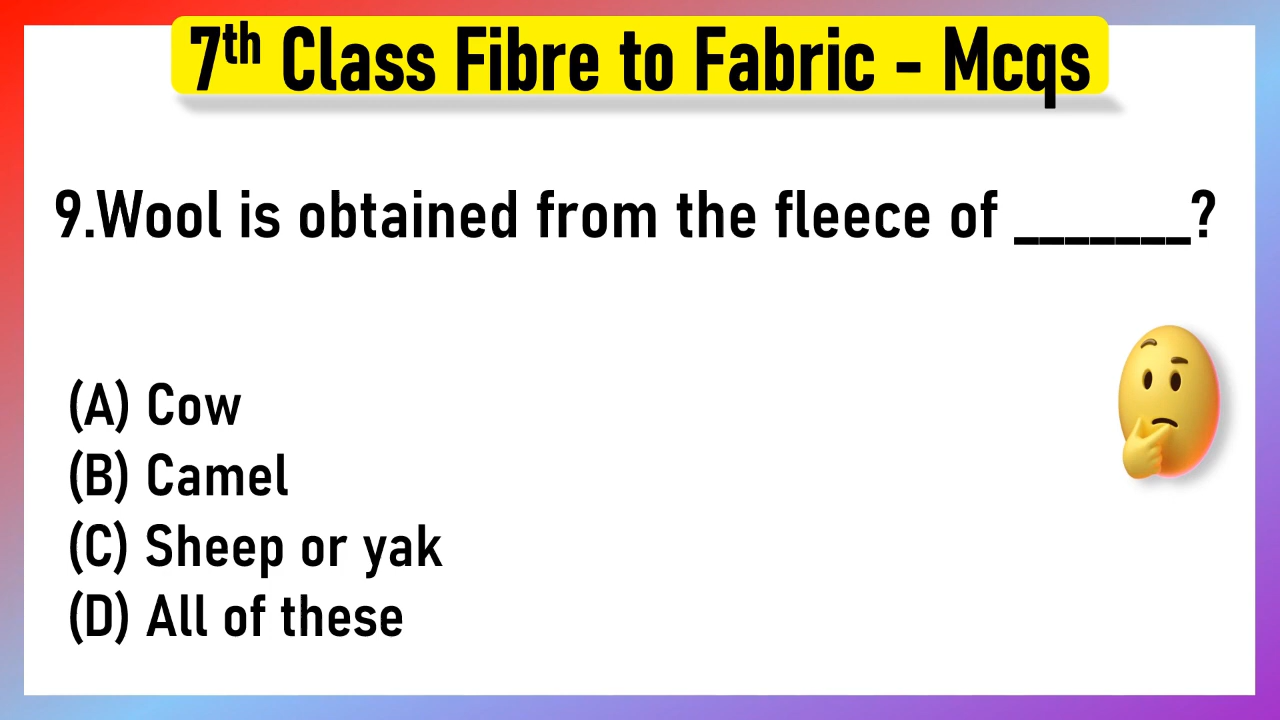 7th Class Fibre to Fabric - Mcqs
9.Wool is obtained from the fleece of _______?
(A) Cow
(B) Camel
(C) Sheep or yak
(D) All of these